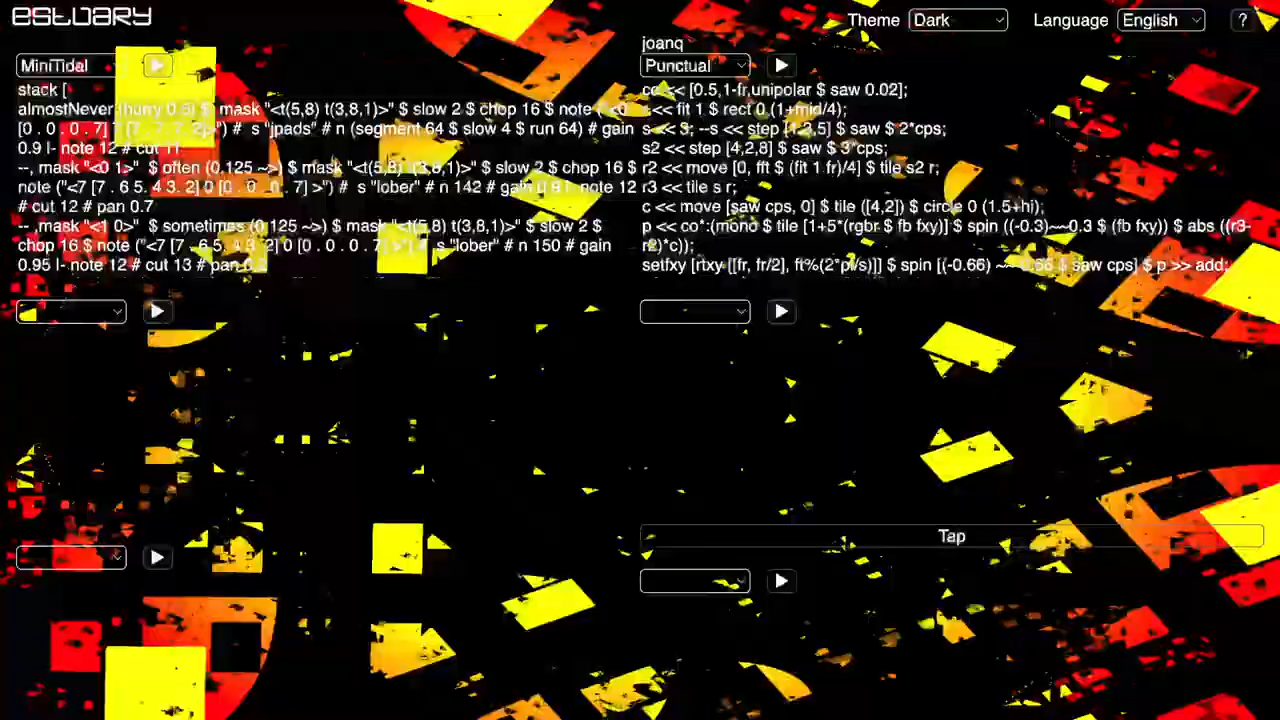 estuary
Theme Dark Language English ?
joanq
MiniTidal
stack [
almostNever (hurry 0.5) $ mask "<t(5,8) t(3,8,1)>" $ slow 2 $ chop 16 $ note ("<0
[0 . 0 . 0 . 7] 7 [7 . 7 . 7 . 2]>") # s "jpads" # n (segment 64 $ slow 4 $ run 64) # gain
0.9 |- note 12 # cut 11
--, mask "<0 1>" $ often (0.125 ~>) $ mask "<t(5,8) t(3,8,1)>" $ slow 2 $ chop 16 $
note ("<7 [7 . 6 5. 4 3. 2] 0 [0 . 0 . 0 . 7] >") # s "lober" # n 142 # gain 0.91 note 12
# cut 12 # pan 0.7
-- ,mask "<1 0>" $ sometimes (0.125 ~>) $ mask "<t(5,8) t(3,8,1)>" $ slow 2 $
chop 16 $ note ("<7 [7 . 6 5. 4 3. 2] 0 [0 . 0 . 0 . 7] >") # s "lober" # n 150 # gain
0.95 |- note 12 # cut 13 # pan 0.2
Punctual
co << [0.5,1-fr,unipolar $ saw 0.02];
<< fit 1 $ rect 0 (1+mid/4);
s << 3; --s << step [1,3,5] $ saw $ 2*cps;
s2 << step [4,2,8] $ saw $ 3*cps;
r2 << move [0, fft $ (fit 1 fr)/4] $ tile s2 r;
r3 << tile s r;
c << move [saw cps, 0] $ tile ([4,2]) $ circle 0 (1.5+hi);
p << co*:(mono $ tile [1+5*(rgbr $ fb fxy)] $ spin ((-0.3)~~0.3 $ (fb fxy)) $ abs ((r3-
r2)*c));
setfxy [rtxy [[fr, fr/2], ft%(2*pi/s)]] $ spin [(-0.66) ~~ 0.66 $ saw cps] $ p >> add;
Tap